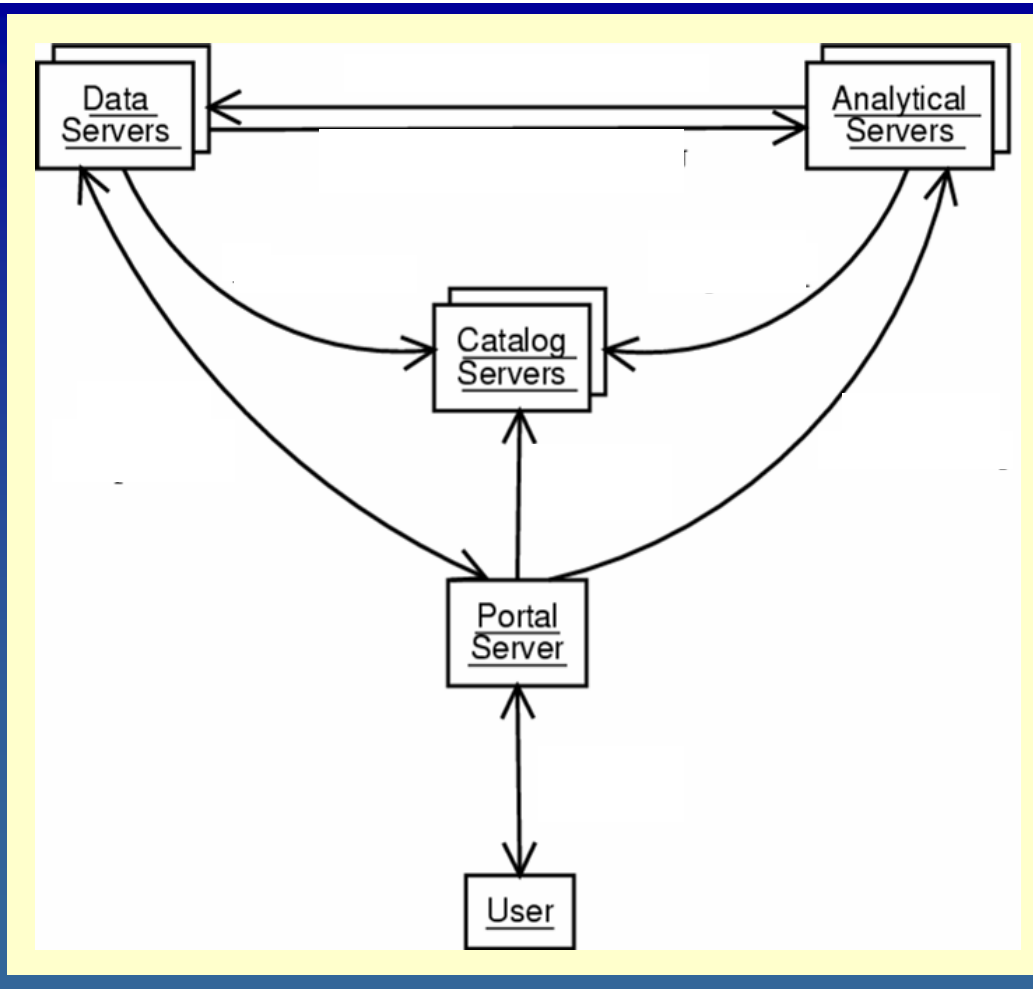 Data
Servers
Analytical
Servers
Catalog
Servers
Portal
Server
User